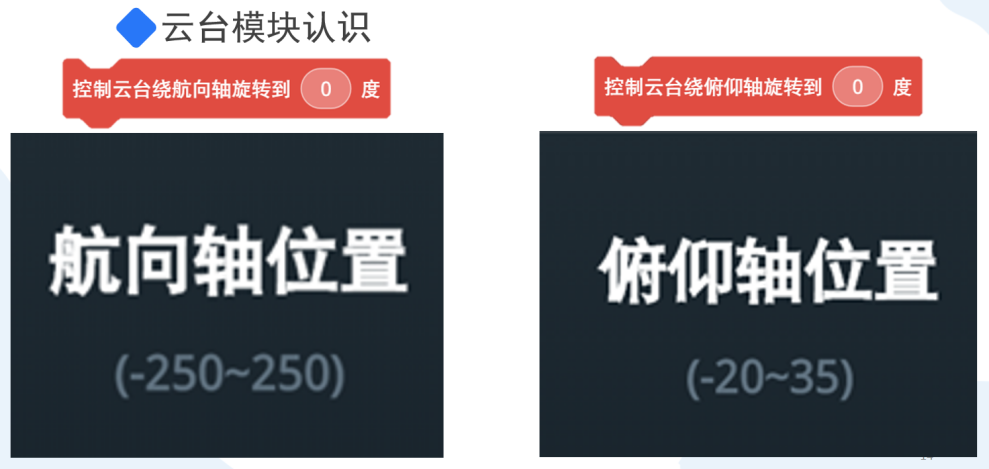 云台模块认识
控制云台绕航向轴旋转到 0 度
航向轴位置
(-250~250)
控制云台绕俯仰轴旋转到 0 度
俯仰轴位置
(-20~35)